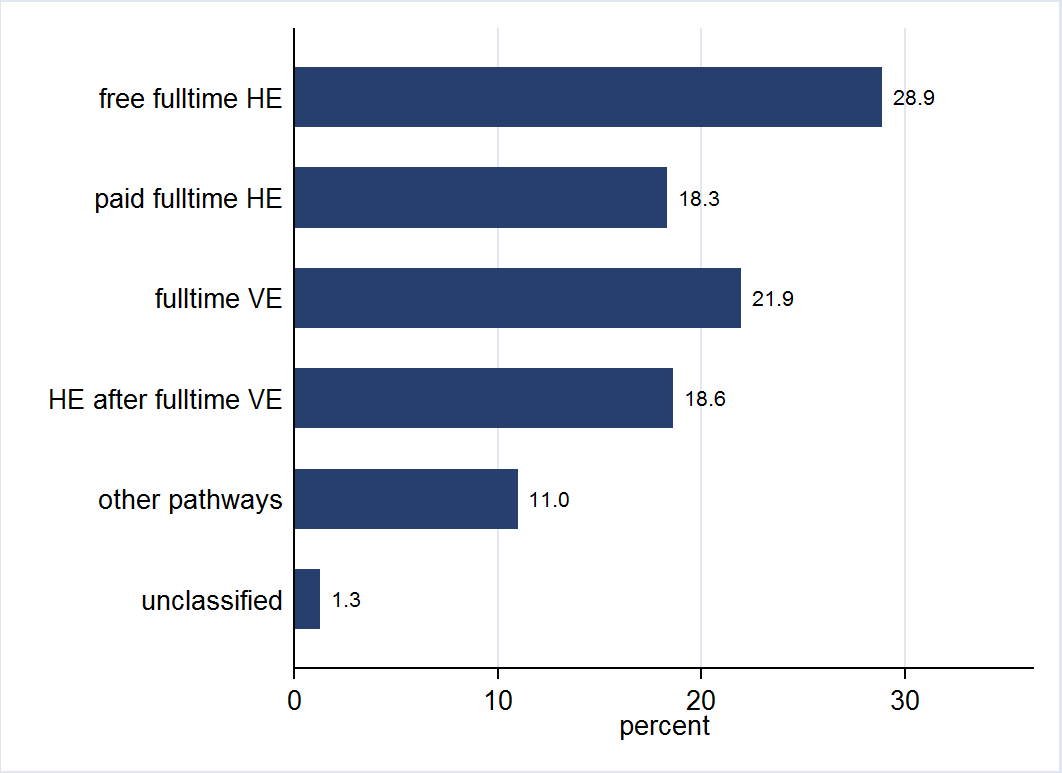 free fulltime HE 28.9
paid fulltime HE 18.3
fulltime VE 21.9
HE after fulltime VE 18.6
other pathways 11.0
unclassified 1.3
0 10 20 30
percent